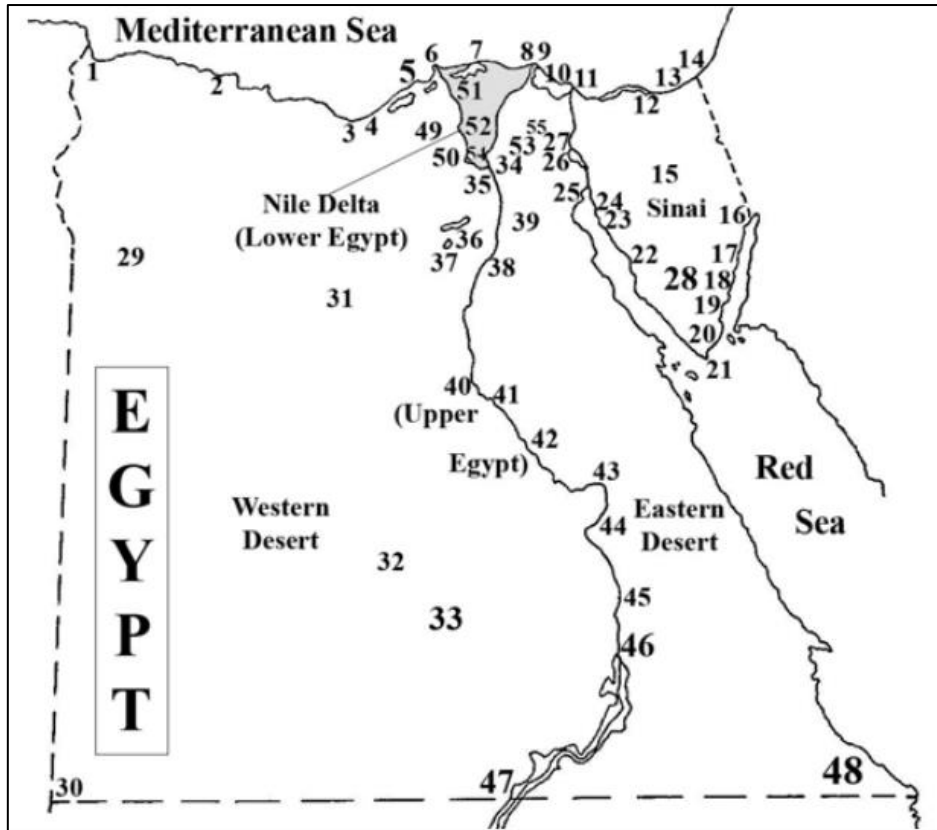 Mediterranean Sea
6 7 8 9
1 2 5 10 11 14
51 13
3 4 12
49 52 55
50 54 53 27
34 26
35 15
Nile Delta 25 24 Sinai 16
(Lower Egypt) 36 39 23
29 37 38 22 17
31 28 18
19
20
21
E
G
Y
P
T
40 41
(Upper
42
Egypt)
43
Red
Sea
Western
Desert
44
Eastern
Desert
32
33
45
46
30
47
48